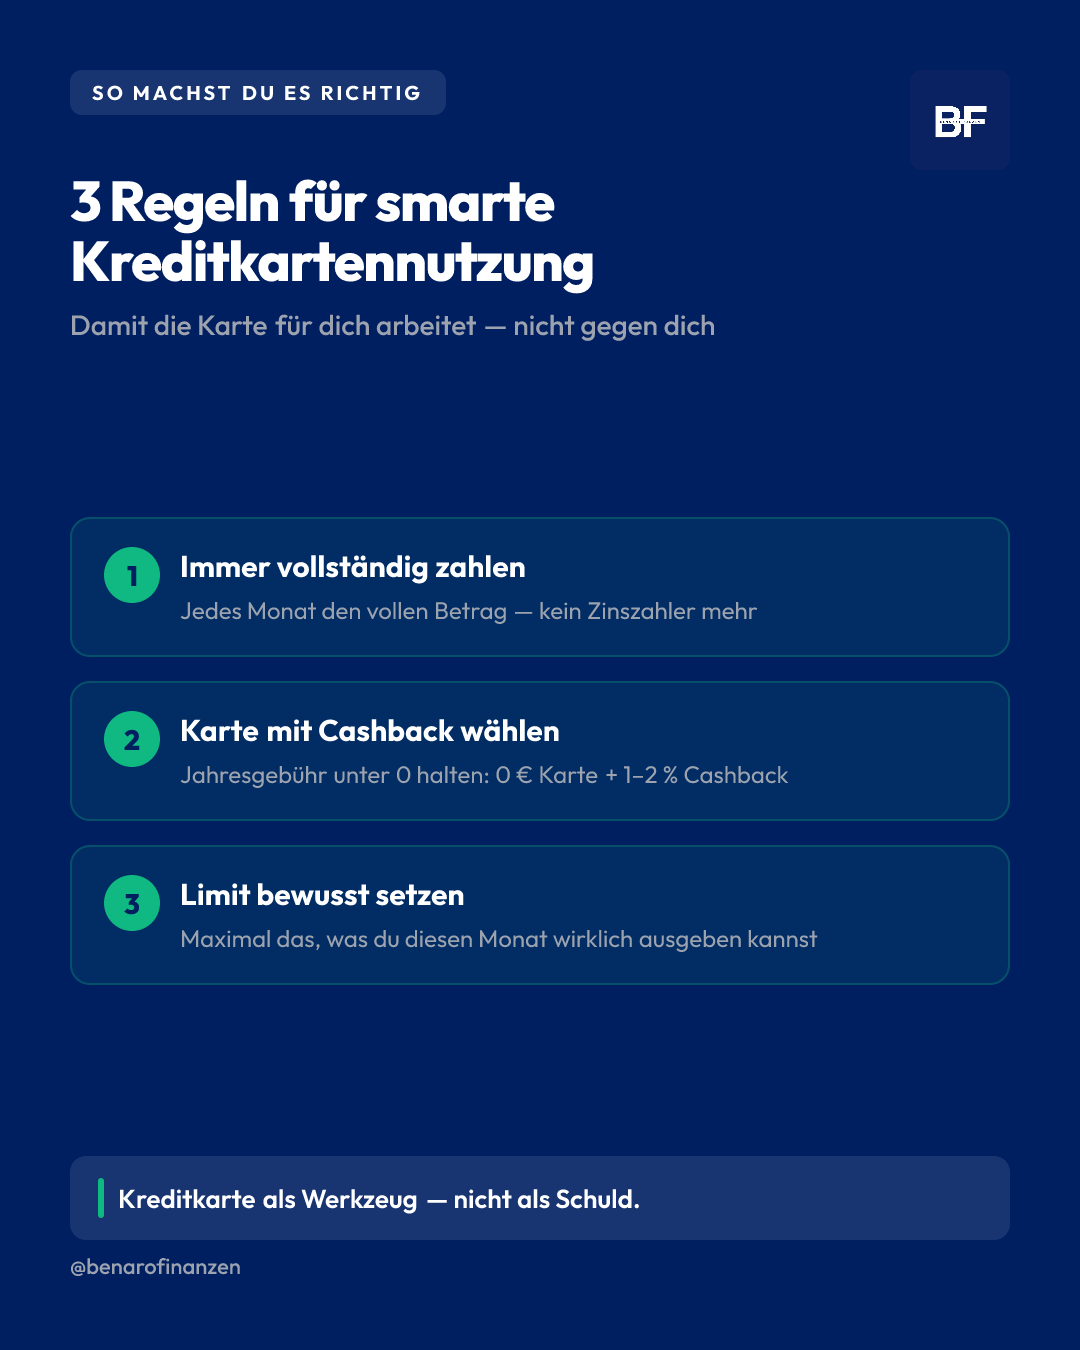 SO MACHST DU ES RICHTIG
BF
3 Regeln für smarte
Kreditkartennutzung
Damit die Karte für dich arbeitet — nicht gegen dich
1
Immer vollständig zahlen
Jedes Monat den vollen Betrag — kein Zinszahler mehr
2
Karte mit Cashback wählen
Jahresgebühr unter 0 halten: 0 € Karte + 1–2 % Cashback
3
Limit bewusst setzen
Maximal das, was du diesen Monat wirklich ausgeben kannst
Kreditkarte als Werkzeug — nicht als Schuld.
@benarofinanzen